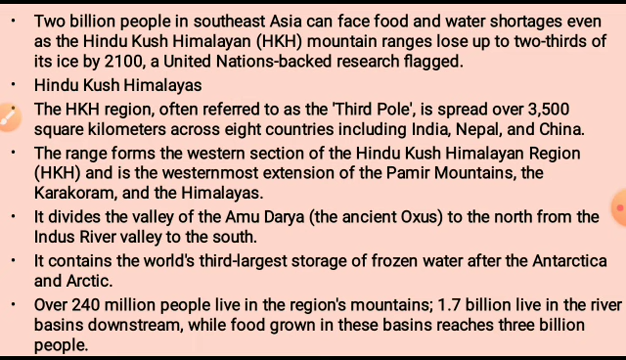 • Two billion people in southeast Asia can face food and water shortages even
as the Hindu Kush Himalayan (HKH) mountain ranges lose up to two-thirds of
its ice by 2100, a United Nations-backed research flagged.
• Hindu Kush Himalayas
• The HKH region, often referred to as the 'Third Pole', is spread over 3,500
square kilometers across eight countries including India, Nepal, and China.
• The range forms the western section of the Hindu Kush Himalayan Region
(HKH) and is the westernmost extension of the Pamir Mountains, the
Karakoram, and the Himalayas.
• It divides the valley of the Amu Darya (the ancient Oxus) to the north from the
Indus River valley to the south.
• It contains the world's third-largest storage of frozen water after the Antarctica
and Arctic.
• Over 240 million people live in the region's mountains; 1.7 billion live in the river
basins downstream, while food grown in these basins reaches three billion
people.